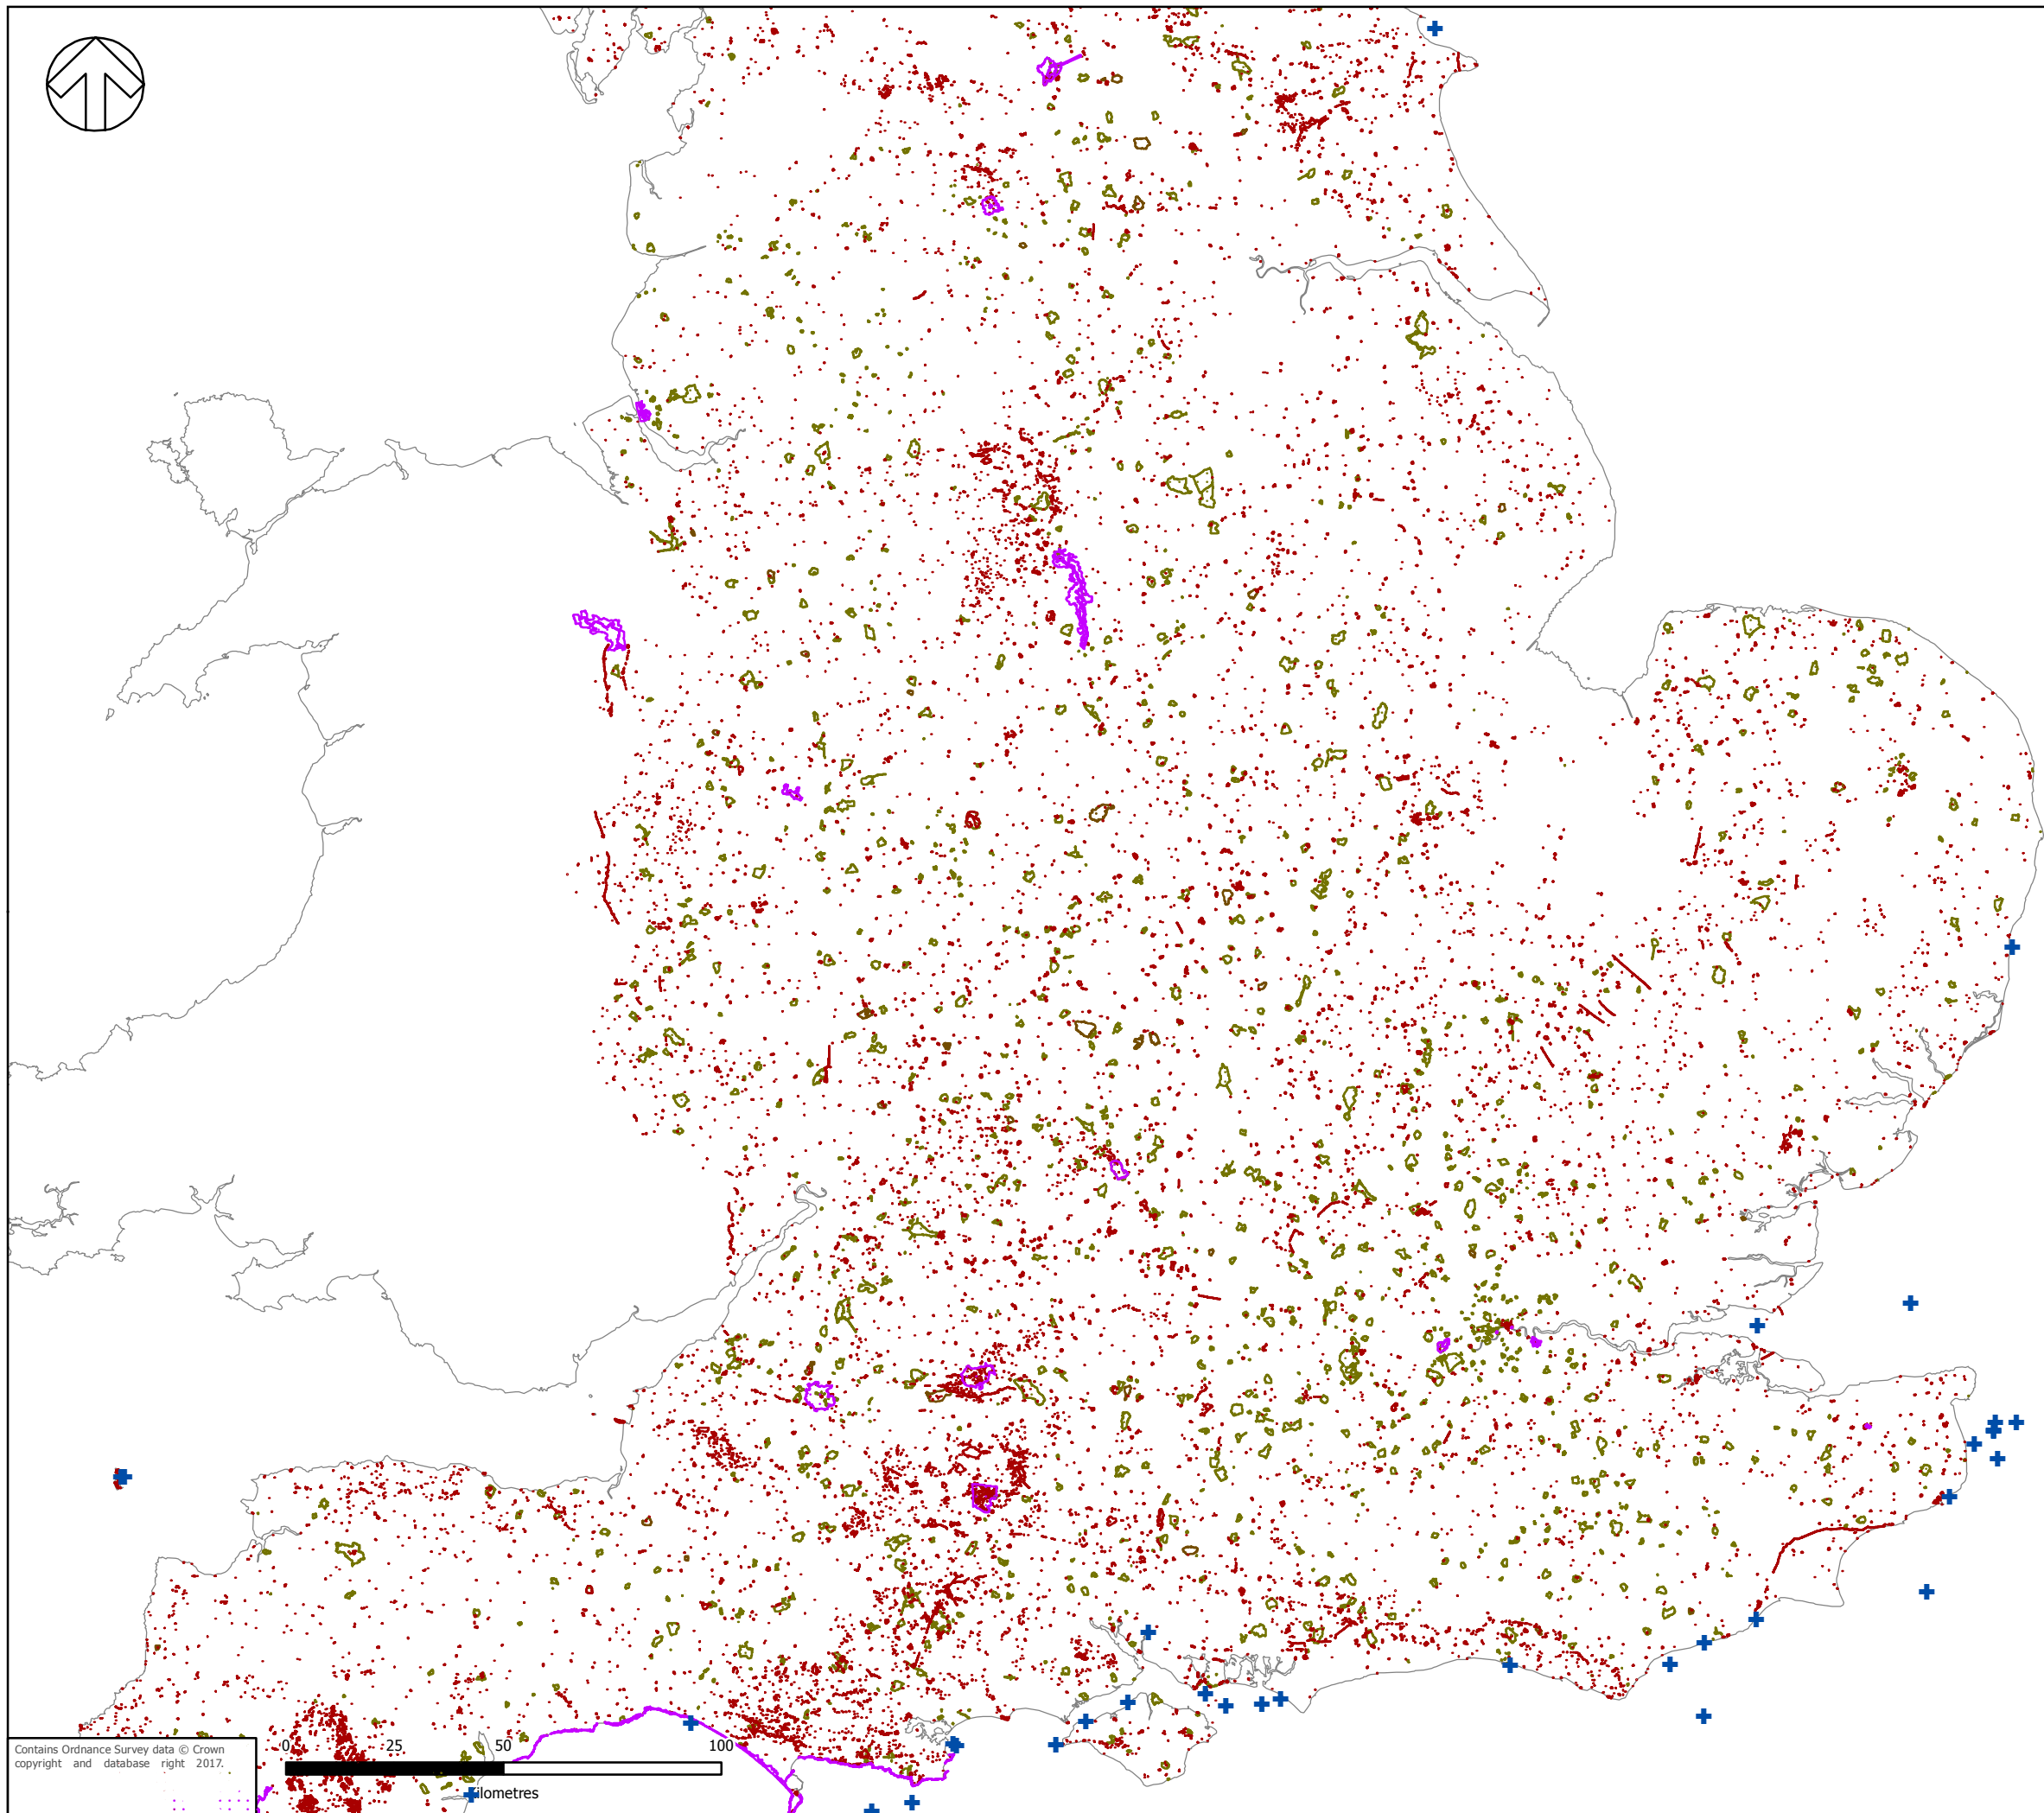 Contains Ordnance Survey data © Crown
copyright and database right 2017.
0 25 50 100
ilometres